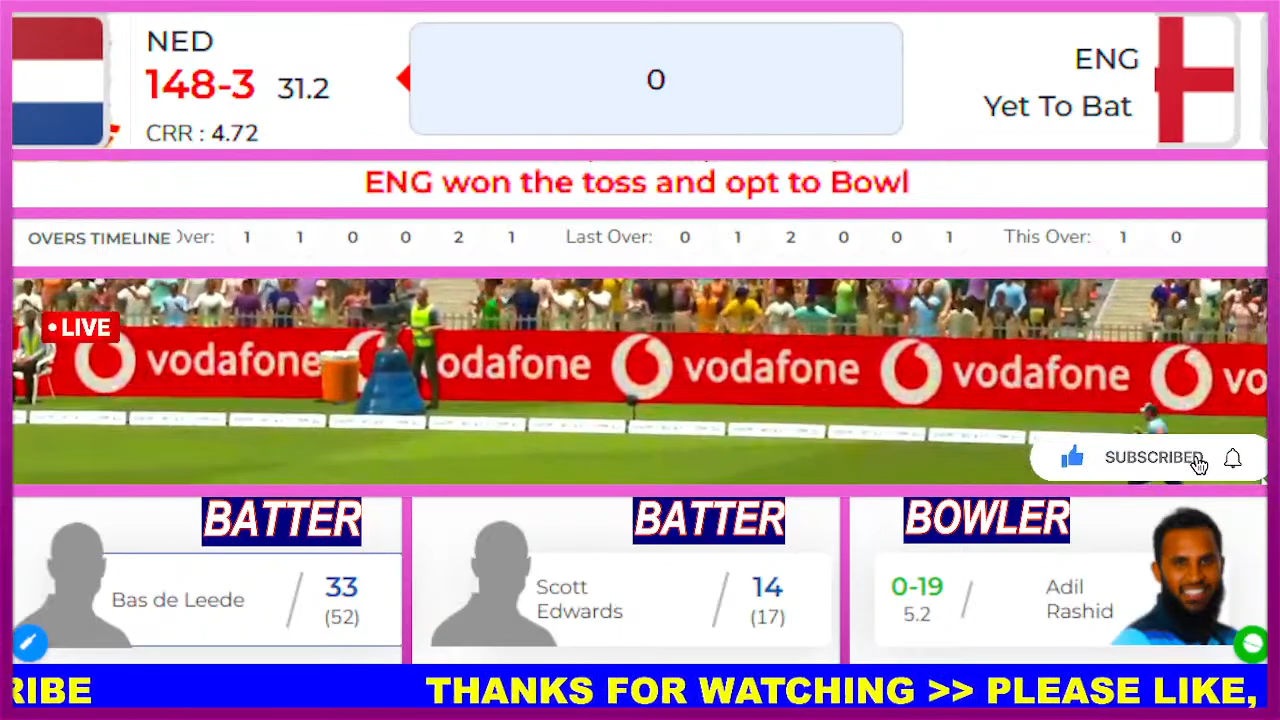 NED
148-3 31.2
CRR : 4.72
0
ENG
Yet To Bat
ENG won the toss and opt to Bowl
OVERS TIMELINE Over: 1 1 0 0 2 1 Last Over: 0 1 2 0 0 1 This Over: 1 0
• LIVE
vodafone odafone vodafone vodafone vo
SUBSCRIBED
BATTER
Bas de Leede
33
(52)
BATTER
Scott
Edwards
14
(17)
BOWLER
0-19
5.2
Adil
Rashid
RIBE THANKS FOR WATCHING >> PLEASE LIKE,